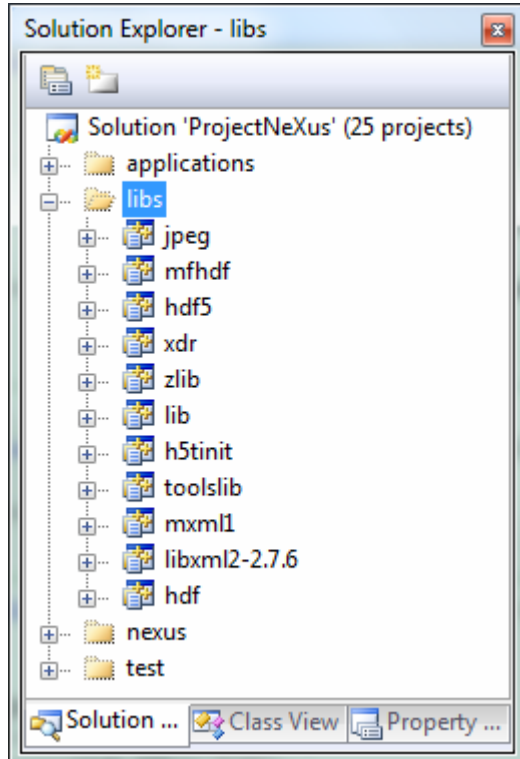 Solution Explorer - libs
Solution 'ProjectNeXus' (25 projects)
applications
libs
jpeg
mfhdf
hdf5
xdr
zlib
lib
h5tinit
toolslib
mxml1
libxml2-2.7.6
hdf
nexus
test
Solution ... Class View Property ...